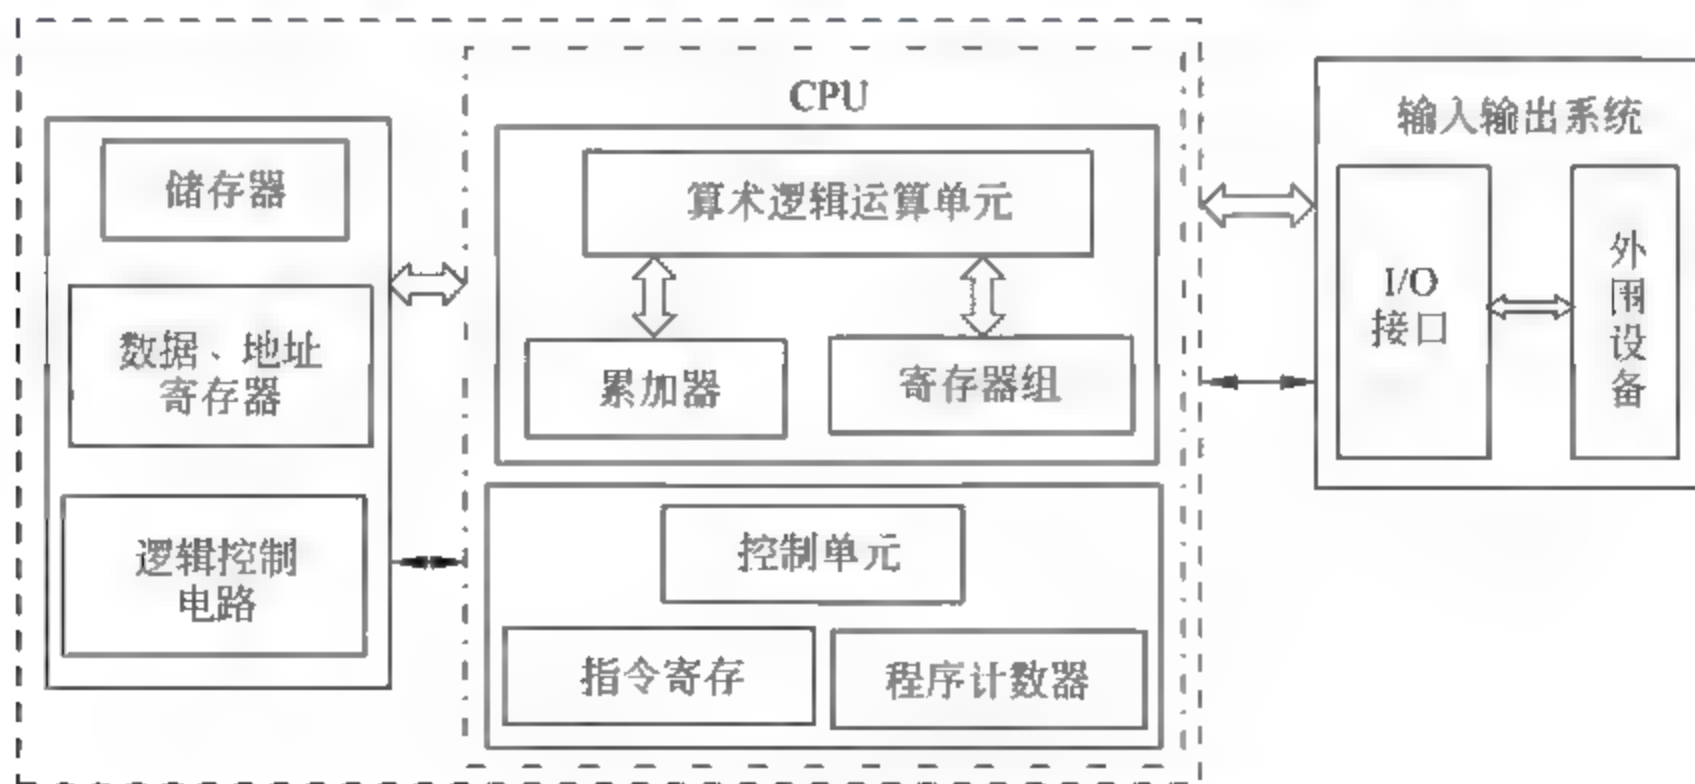 储存器
数据、地址
寄存器
逻辑控制
电路
CPU
算术逻辑运算单元
累加器
寄存器组
控制单元
指令寄存
程序计数器
输入输出系统
I/O
接口
外
围
设
备